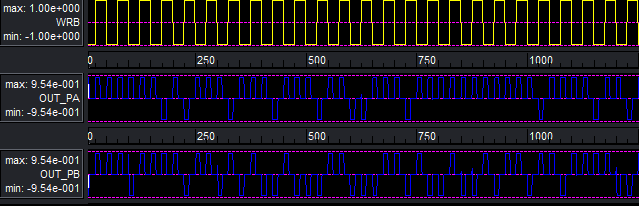 max: 1.00e+000
WRB
min: -1.00e+000
0 250 500 750 1000
max: 9.54e-001
OUT_PA
min: -9.54e-001
0 250 500 750 1000
max: 9.54e-001
OUT_PB
min: -9.54e-001